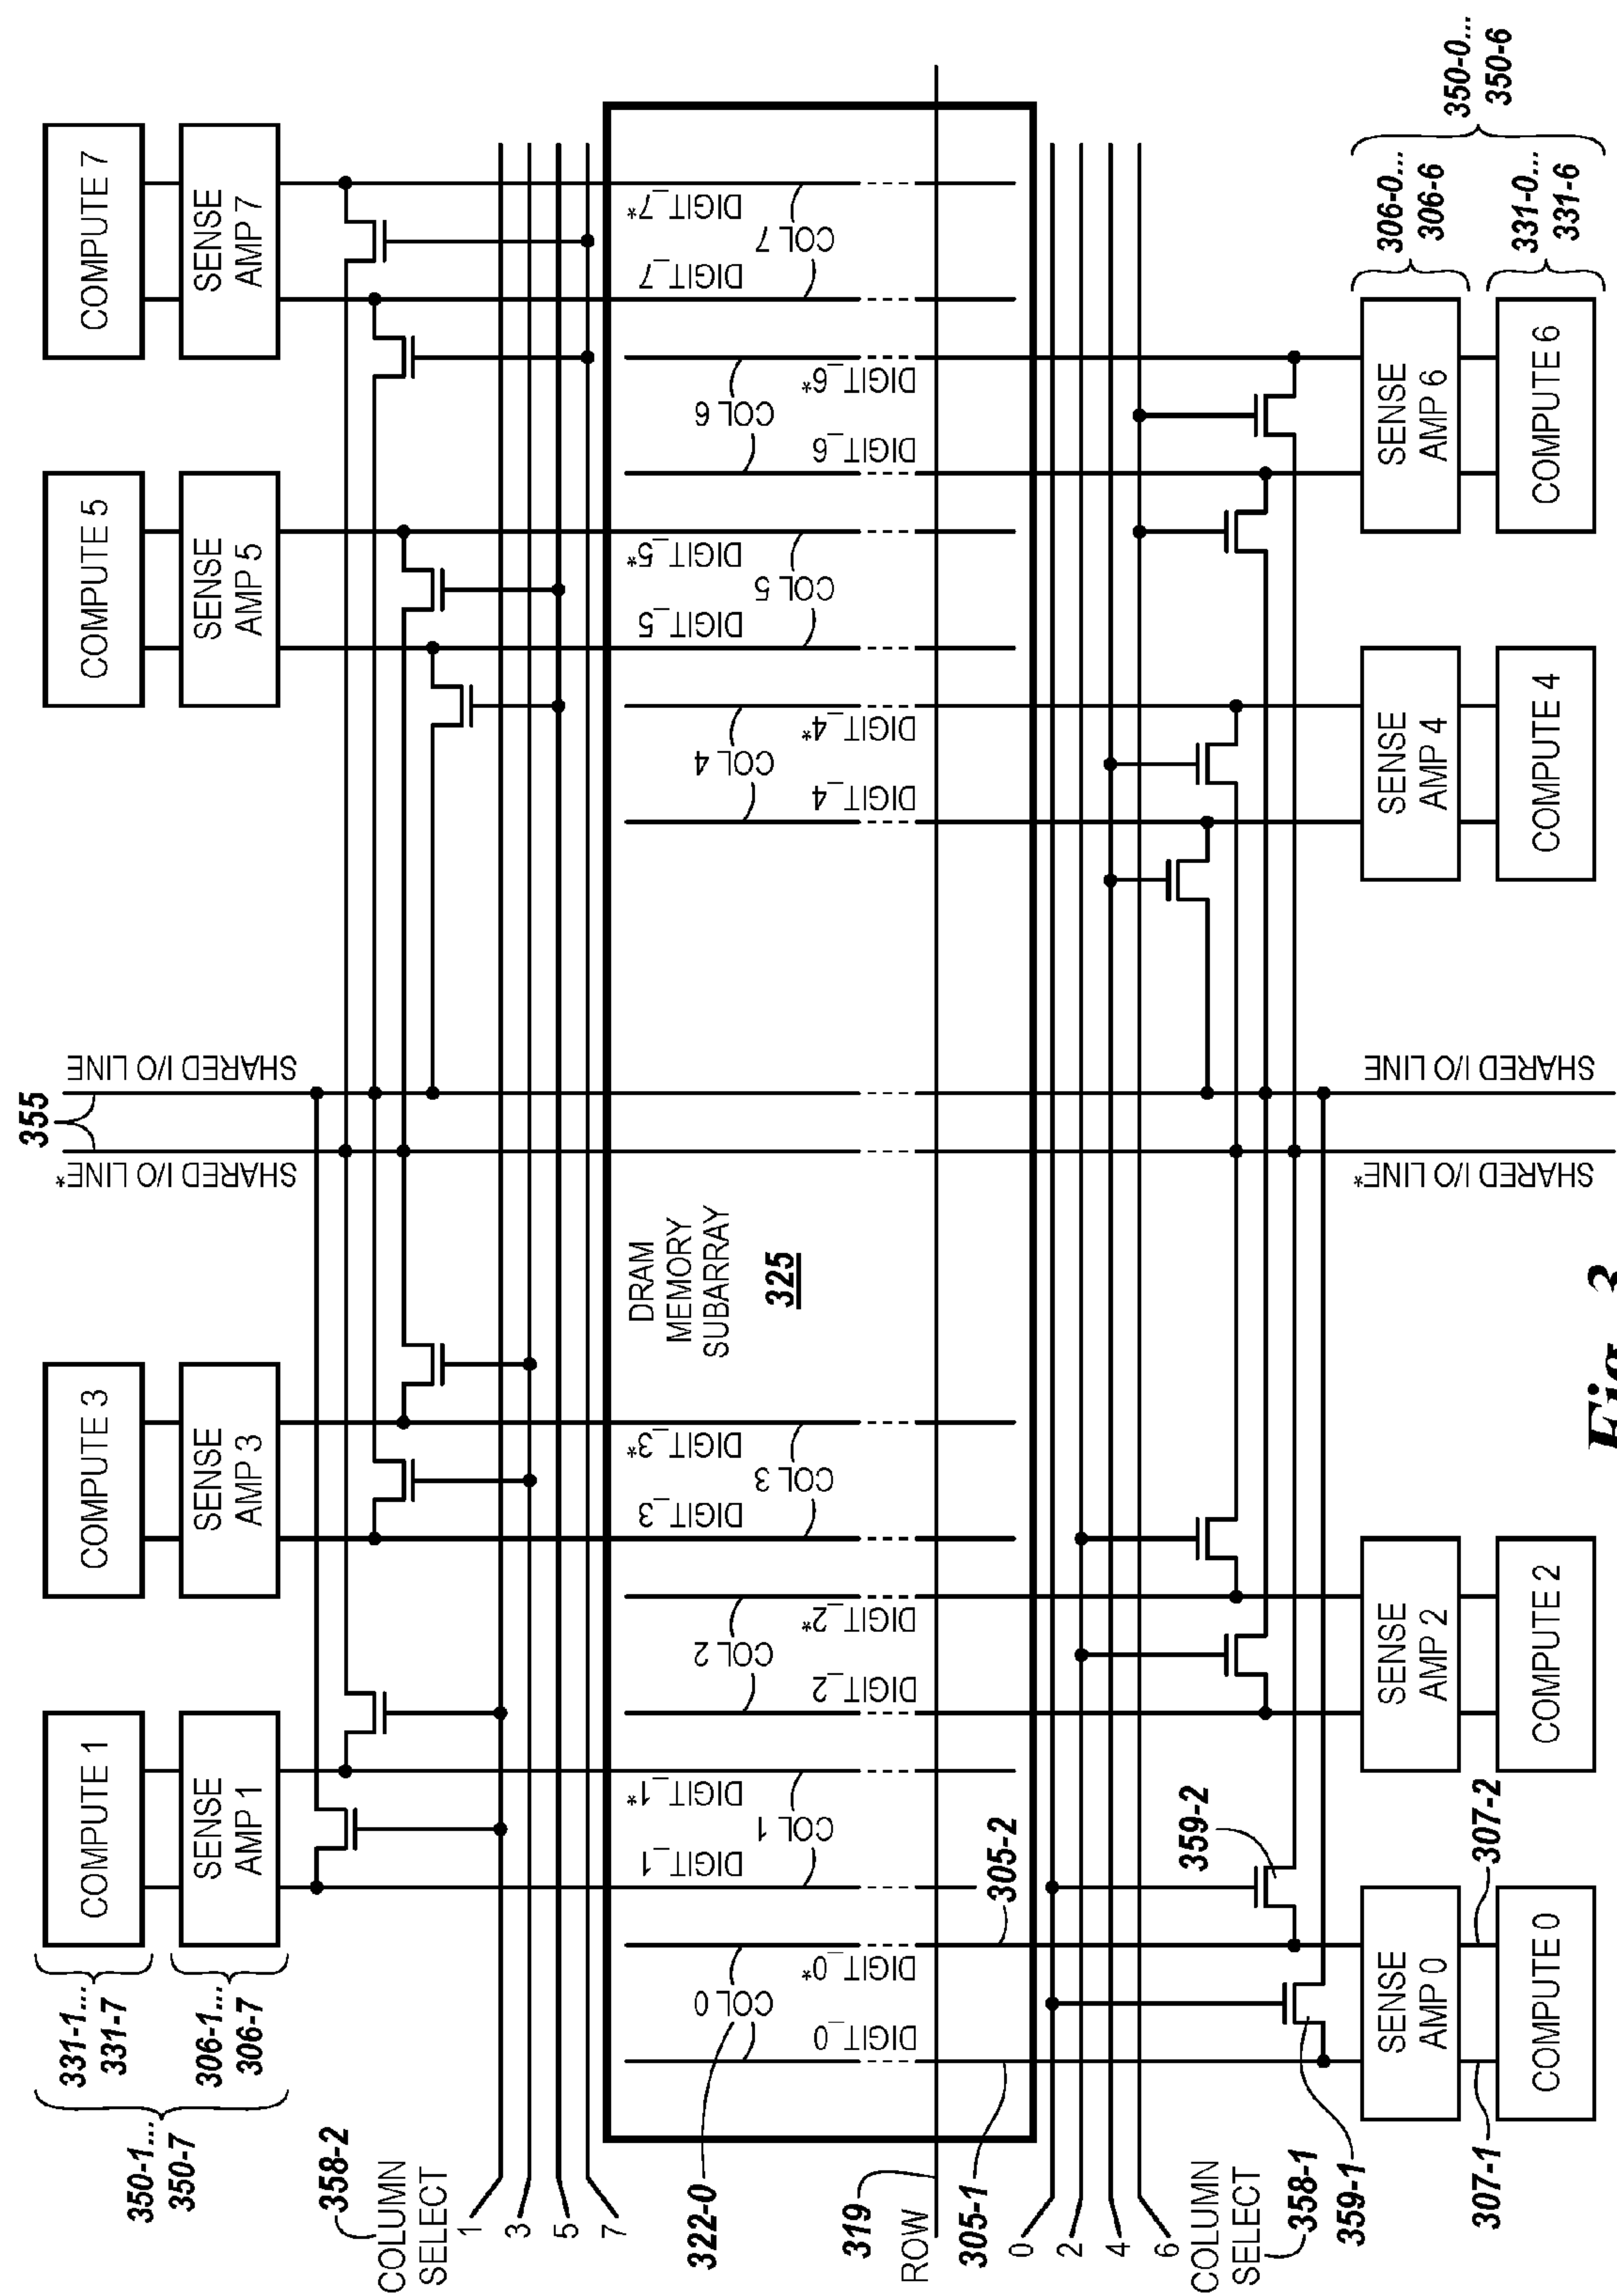 COMPUTE 1
COMPUTE 3
COMPUTE 5
COMPUTE 7
SENSE
AMP 1
SENSE
AMP 3
SENSE
AMP 5
SENSE
AMP 7
331-1...
331-7
306-1...
306-7
350-1...
350-7
355
SHARED I/O LINE*
SHARED I/O LINE
358-2
COLUMN
SELECT
1
3
5
7
DIGIT_1
COL 1
DIGIT_1*
DIGIT_3
COL 3
DIGIT_3*
DIGIT_5
COL 5
DIGIT_5*
DIGIT_7
COL 7
DIGIT_7*
DRAM
MEMORY
SUBARRAY
325
322-0
DIGIT_0
COL 0
DIGIT_0*
DIGIT_2
COL 2
DIGIT_2*
DIGIT_4
COL 4
DIGIT_4*
DIGIT_6
COL 6
DIGIT_6*
319
ROW
305-1
305-2
0
2
4
6
COLUMN
SELECT
358-1
359-1
359-2
SHARED I/O LINE*
SHARED I/O LINE
SENSE
AMP 0
SENSE
AMP 2
SENSE
AMP 4
SENSE
AMP 6
306-0...
306-6
350-0...
350-6
307-1
307-2
COMPUTE 0
COMPUTE 2
COMPUTE 4
COMPUTE 6
331-0...
331-6
Fig. 3